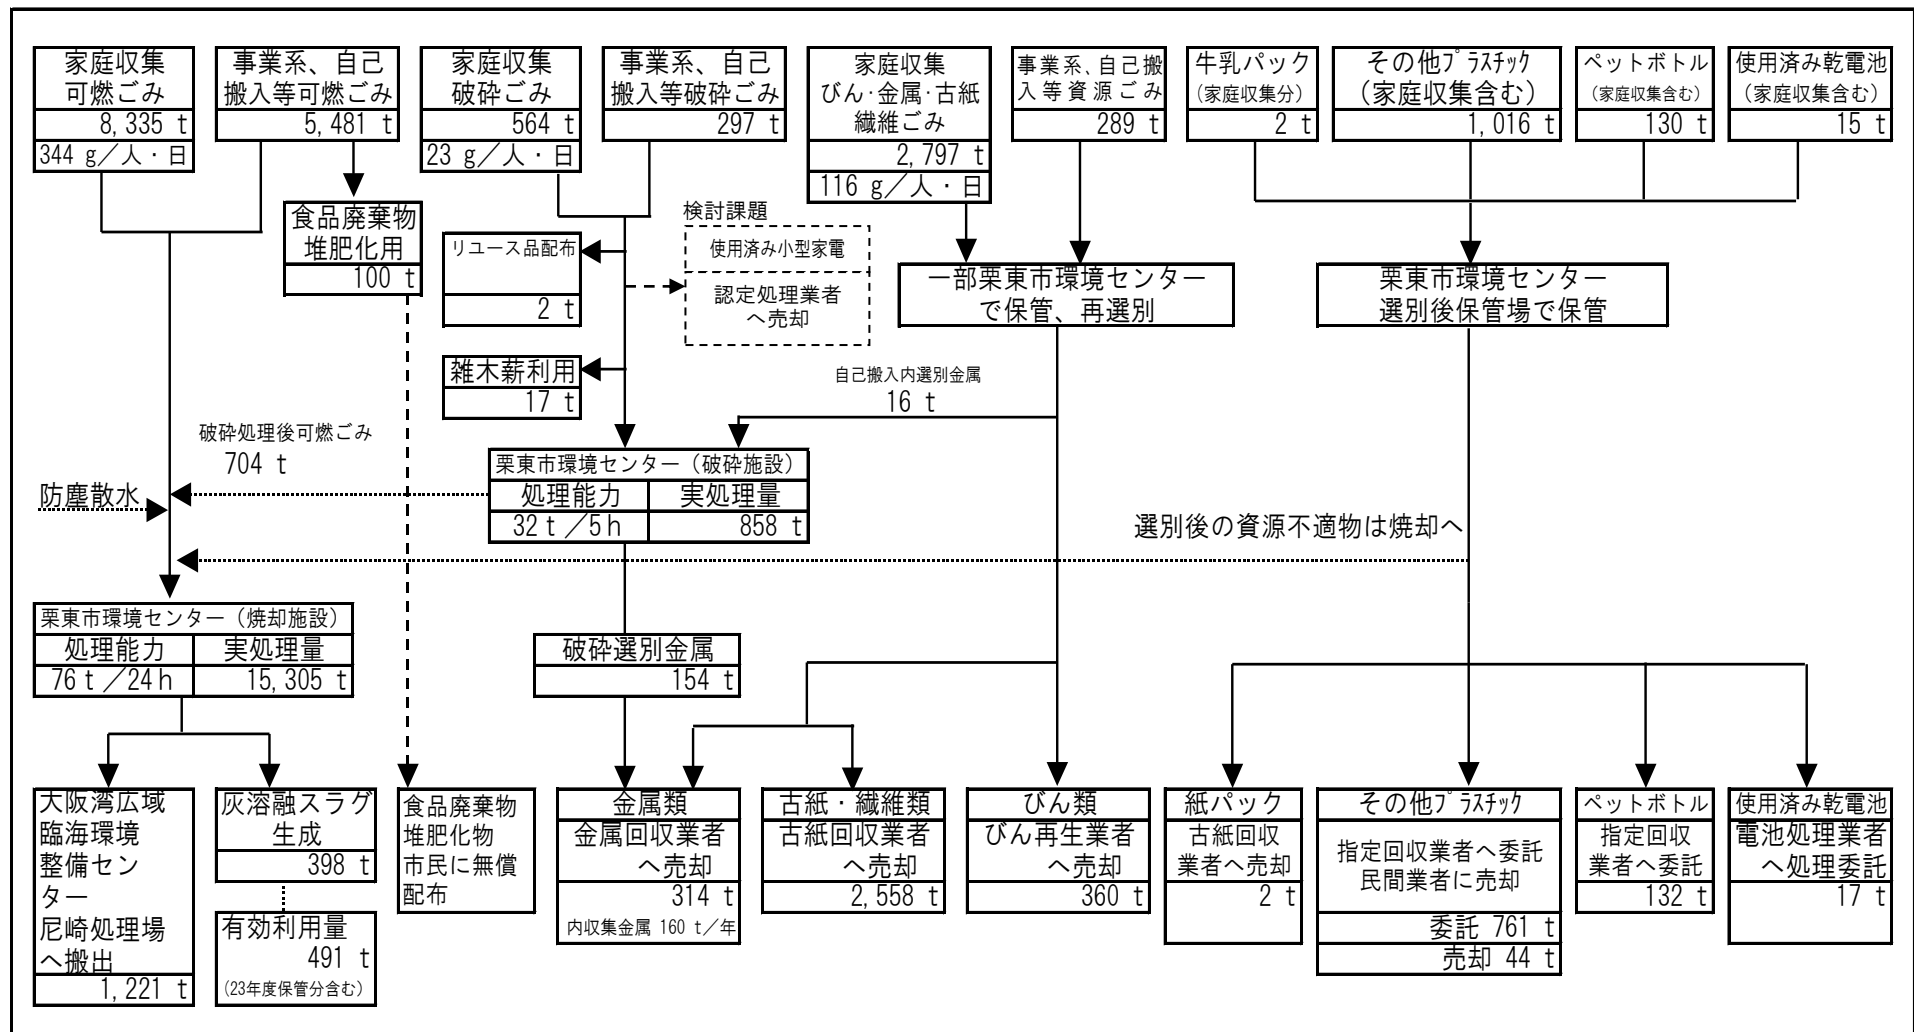 家庭収集
可燃ごみ
8,335 t
344 g／人・日
事業系、自己
搬入等可燃ごみ
5,481 t
家庭収集
破砕ごみ
564 t
23 g／人・日
事業系、自己
搬入等破砕ごみ
297 t
家庭収集
びん･金属･古紙
繊維ごみ
2,797 t
116 g／人・日
事業系､自己搬
入等資源ごみ
289 t
牛乳パック
(家庭収集分)
2 t
その他ﾌﾟﾗｽﾁｯｸ
(家庭収集含む)
1,016 t
ペットボトル
(家庭収集含む)
130 t
使用済み乾電池
(家庭収集含む)
15 t
食品廃棄物
堆肥化用
100 t
リユース品配布
2 t
検討課題
使用済み小型家電
認定処理業者
へ売却
一部栗東市環境センター
で保管、再選別
栗東市環境センター
選別後保管場で保管
雑木薪利用
17 t
自己搬入内選別金属
16 t
破砕処理後可燃ごみ
704 t
防塵散水
栗東市環境センター（破砕施設）
処理能力
実処理量
32ｔ／5ｈ
858 t
選別後の資源不適物は焼却へ
栗東市環境センター（焼却施設）
処理能力
実処理量
76ｔ／24ｈ
15,305 t
破砕選別金属
154 t
大阪湾広域
臨海環境
整備セン
ター
尼崎処理場
へ搬出
1,221 t
灰溶融スラグ
生成
398 t
有効利用量
491 t
(23年度保管分含む)
食品廃棄物
堆肥化物
市民に無償
配布
金属類
金属回収業者
へ売却
314 t
内収集金属 160 t／年
古紙・繊維類
古紙回収業者
へ売却
2,558 t
びん類
びん再生業者
へ売却
360 t
紙パック
古紙回収
業者へ売却
2 t
その他ﾌﾟﾗｽﾁｯｸ
指定回収業者へ委託
民間業者に売却
委託 761 t
売却 44 t
ペットボトル
指定回収
業者へ委託
132 t
使用済み乾電池
電池処理業者
へ処理委託
17 t